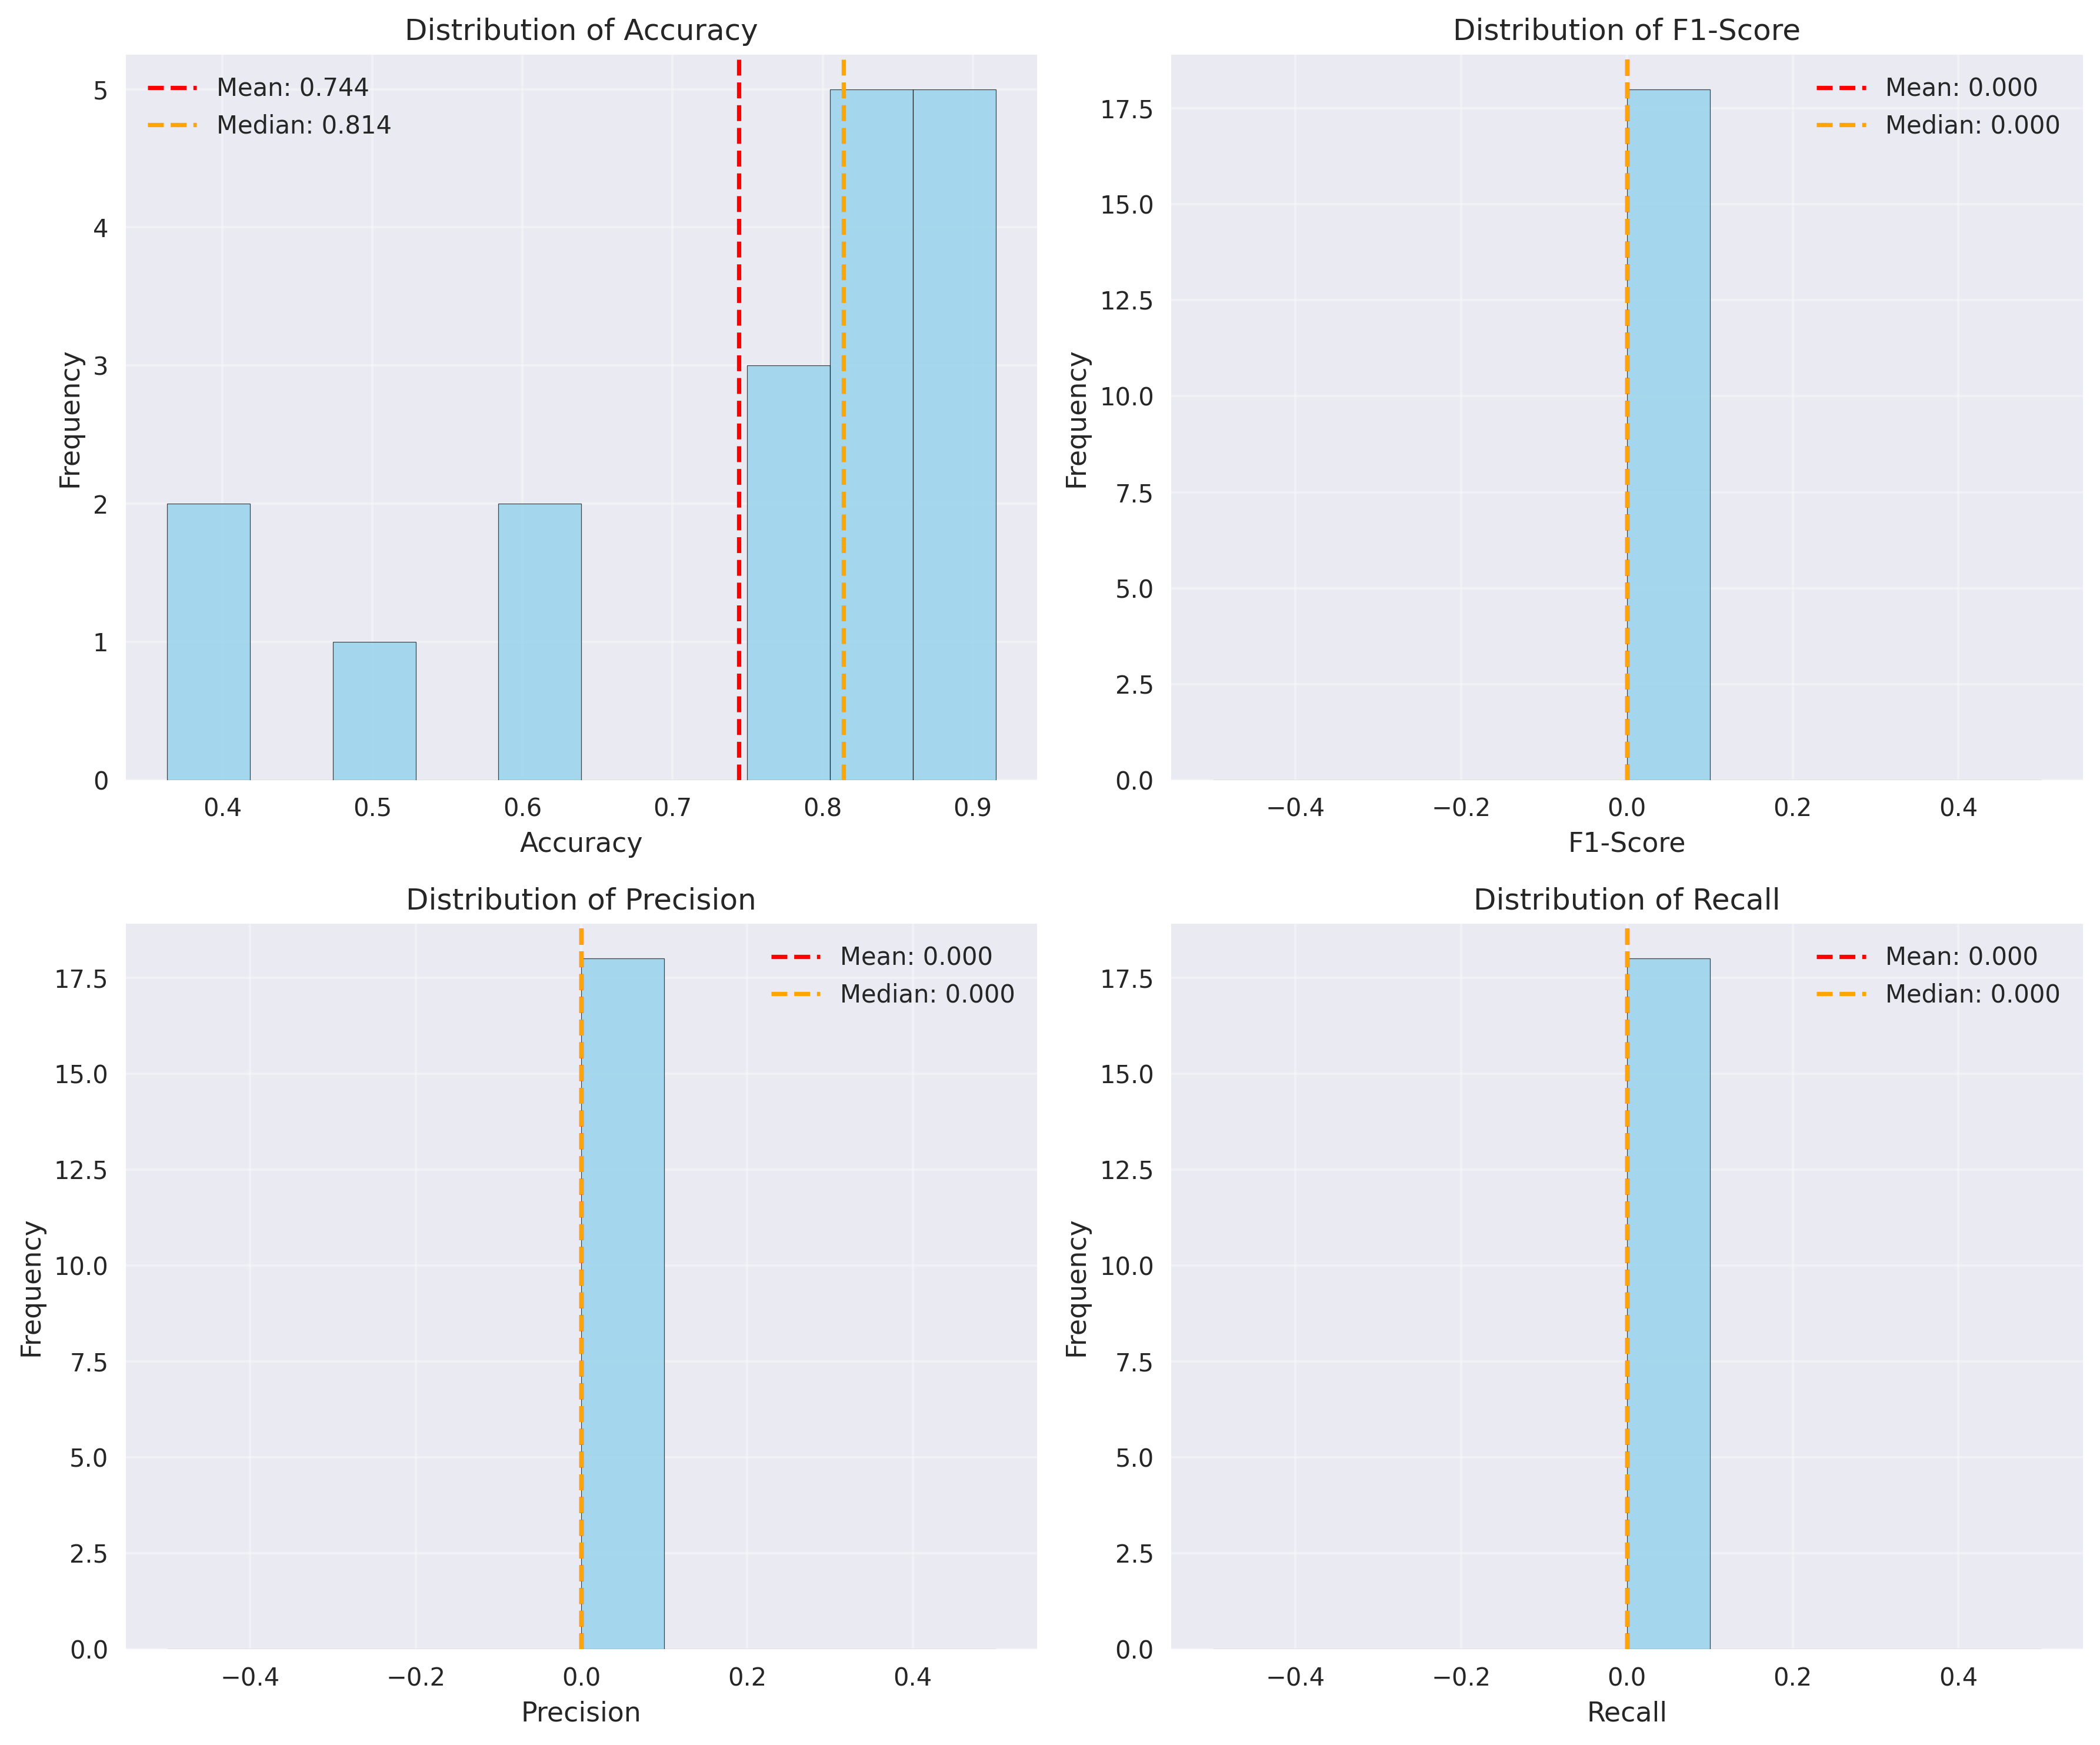 Distribution of Accuracy
Mean: 0.744
Median: 0.814
Frequency
5
4
3
2
1
0
0.4 0.5 0.6 0.7 0.8 0.9
Accuracy
Distribution of F1-Score
Mean: 0.000
Median: 0.000
Frequency
17.5
15.0
12.5
10.0
7.5
5.0
2.5
0.0
−0.4 −0.2 0.0 0.2 0.4
F1-Score
Distribution of Precision
Mean: 0.000
Median: 0.000
Frequency
17.5
15.0
12.5
10.0
7.5
5.0
2.5
0.0
−0.4 −0.2 0.0 0.2 0.4
Precision
Distribution of Recall
Mean: 0.000
Median: 0.000
Frequency
17.5
15.0
12.5
10.0
7.5
5.0
2.5
0.0
−0.4 −0.2 0.0 0.2 0.4
Recall